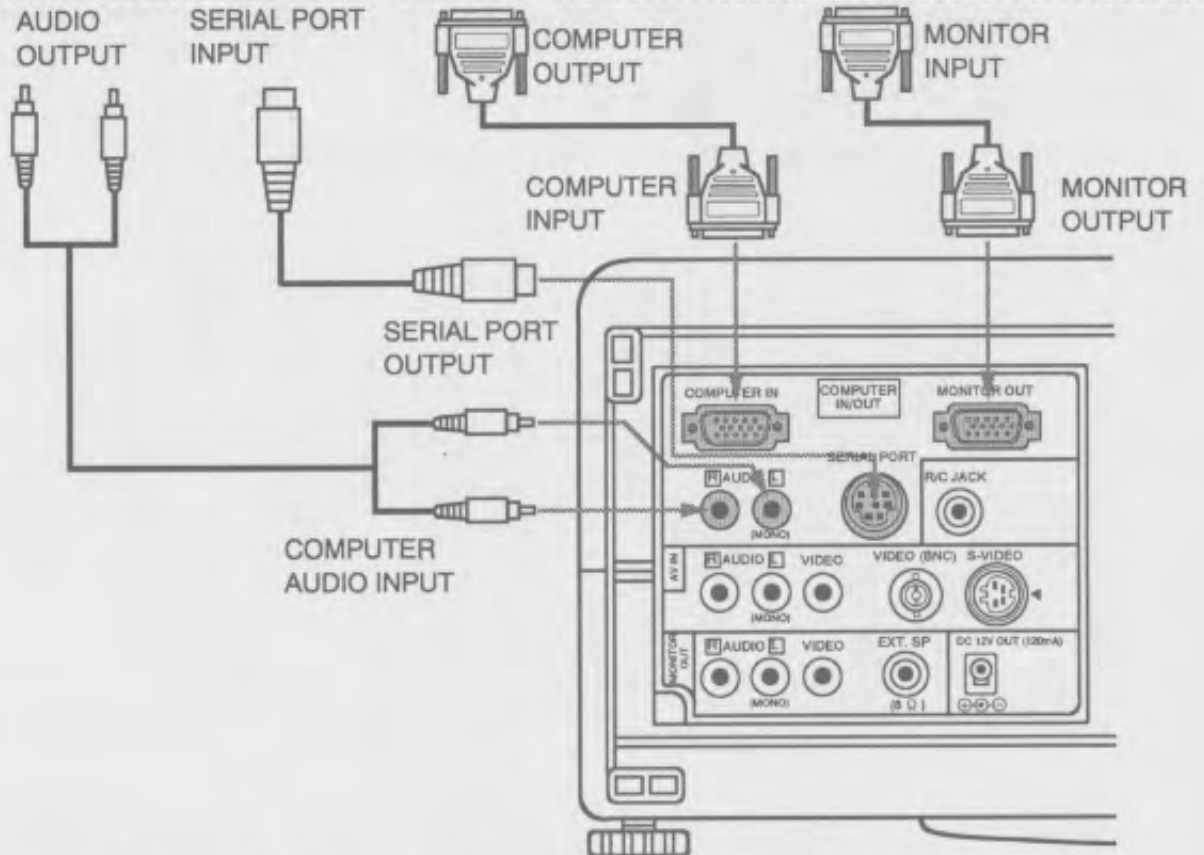 AUDIO
OUTPUT
SERIAL PORT
INPUT
COMPUTER
OUTPUT
MONITOR
INPUT
COMPUTER
INPUT
MONITOR
OUTPUT
SERIAL PORT
OUTPUT
COMPUTER
AUDIO INPUT
COMPUTER IN
COMPUTER
IN/OUT
MONITOR OUT
SERIAL PORT
R AUDIO L
(MONO)
R/C JACK
AV IN
R AUDIO L
(MONO)
VIDEO
VIDEO (BNC)
S-VIDEO
MONITOR
OUT
R AUDIO L
(MONO)
VIDEO
EXT. SP
(8 Ω)
DC 12V OUT (120mA)